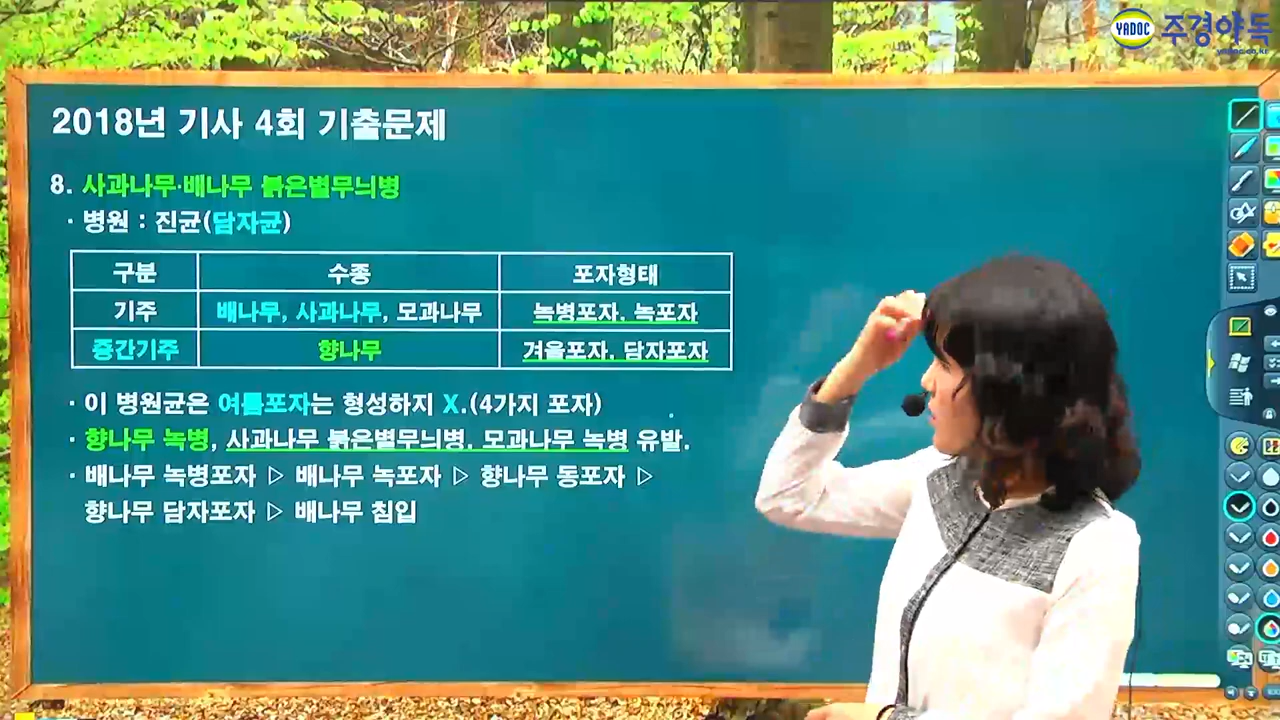 YADOC 주경야독
yadoc.co.kr
2018년 기사 4회 기출문제
8. 사과나무·배나무 붉은별무늬병
· 병원 : 진균(담자균)
구분 수종 포자형태
기주 배나무, 사과나무, 모과나무 녹병포자, 녹포자
중간기주 향나무 겨울포자, 담자포자
· 이 병원균은 여름포자는 형성하지 X.(4가지 포자)
· 향나무 녹병, 사과나무 붉은별무늬병, 모과나무 녹병 유발.
· 배나무 녹병포자 ▷ 배나무 녹포자 ▷ 향나무 동포자 ▷
향나무 담자포자 ▷ 배나무 침입